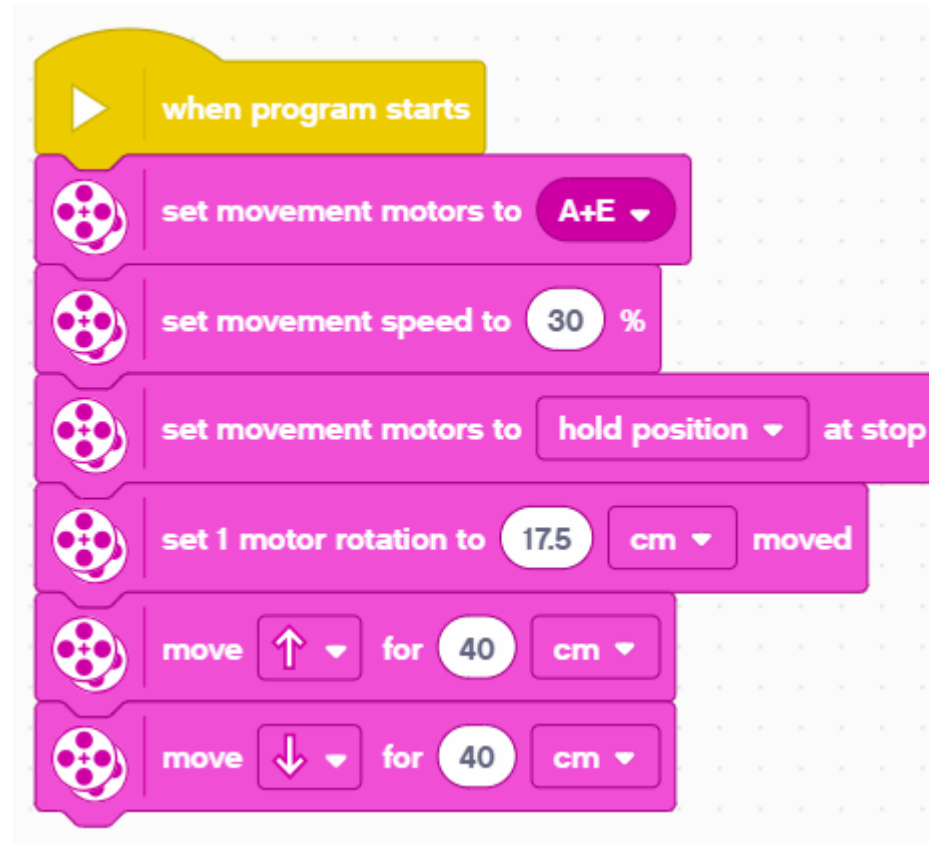 when program starts
set movement motors to A+E
set movement speed to 30 %
set movement motors to hold position at stop
set 1 motor rotation to 17.5 cm moved
move ↑ for 40 cm
move ↓ for 40 cm